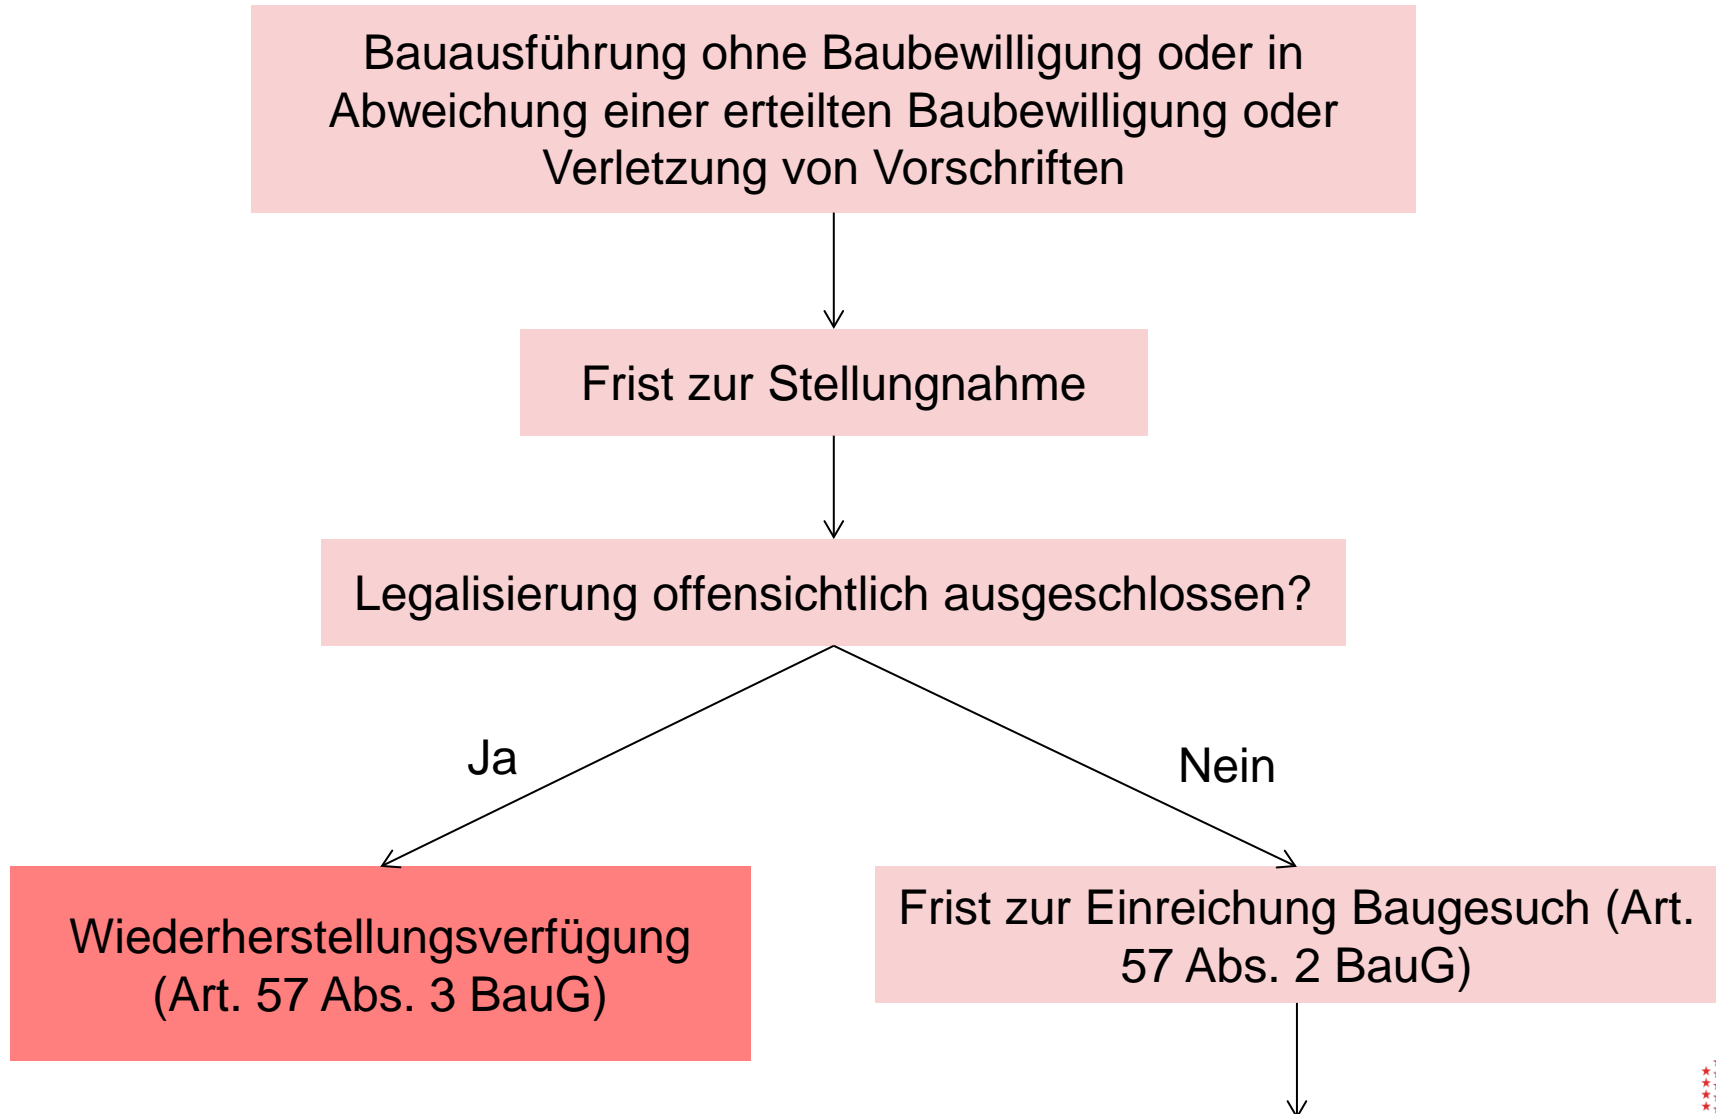 Bauausführung ohne Baubewilligung oder in
Abweichung einer erteilten Baubewilligung oder
Verletzung von Vorschriften
Frist zur Stellungnahme
Legalisierung offensichtlich ausgeschlossen?
Ja
Nein
Wiederherstellungsverfügung
(Art. 57 Abs. 3 BauG)
Frist zur Einreichung Baugesuch (Art.
57 Abs. 2 BauG)